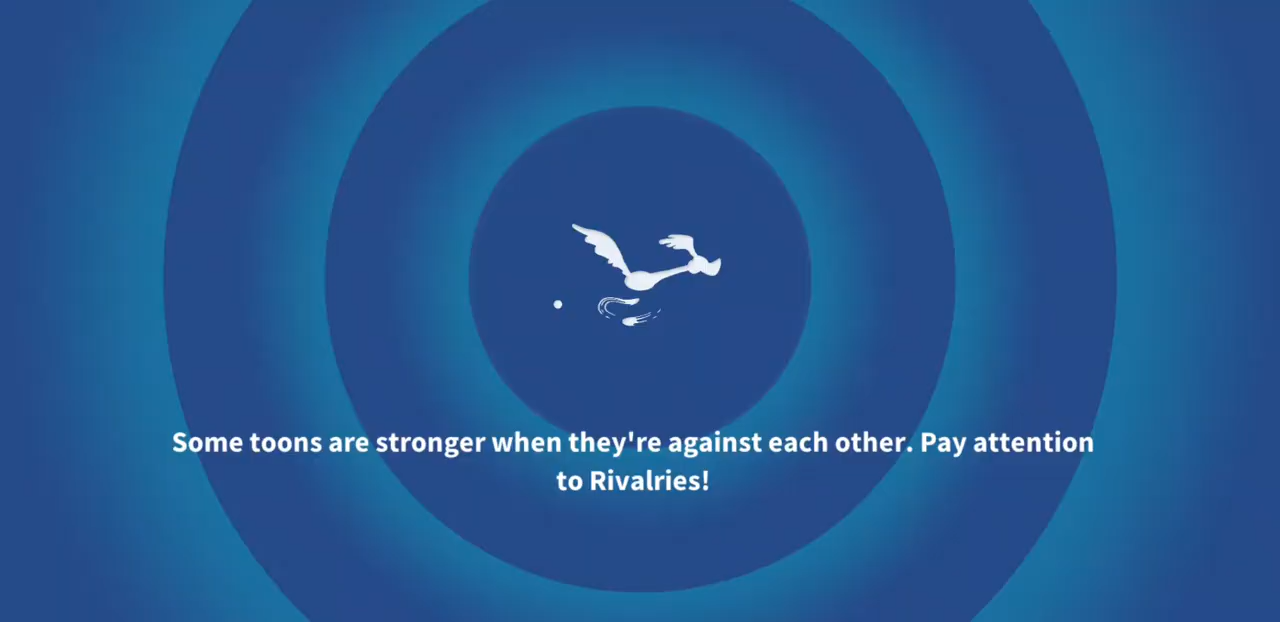 Some toons are stronger when they're against each other. Pay attention
to Rivalries!